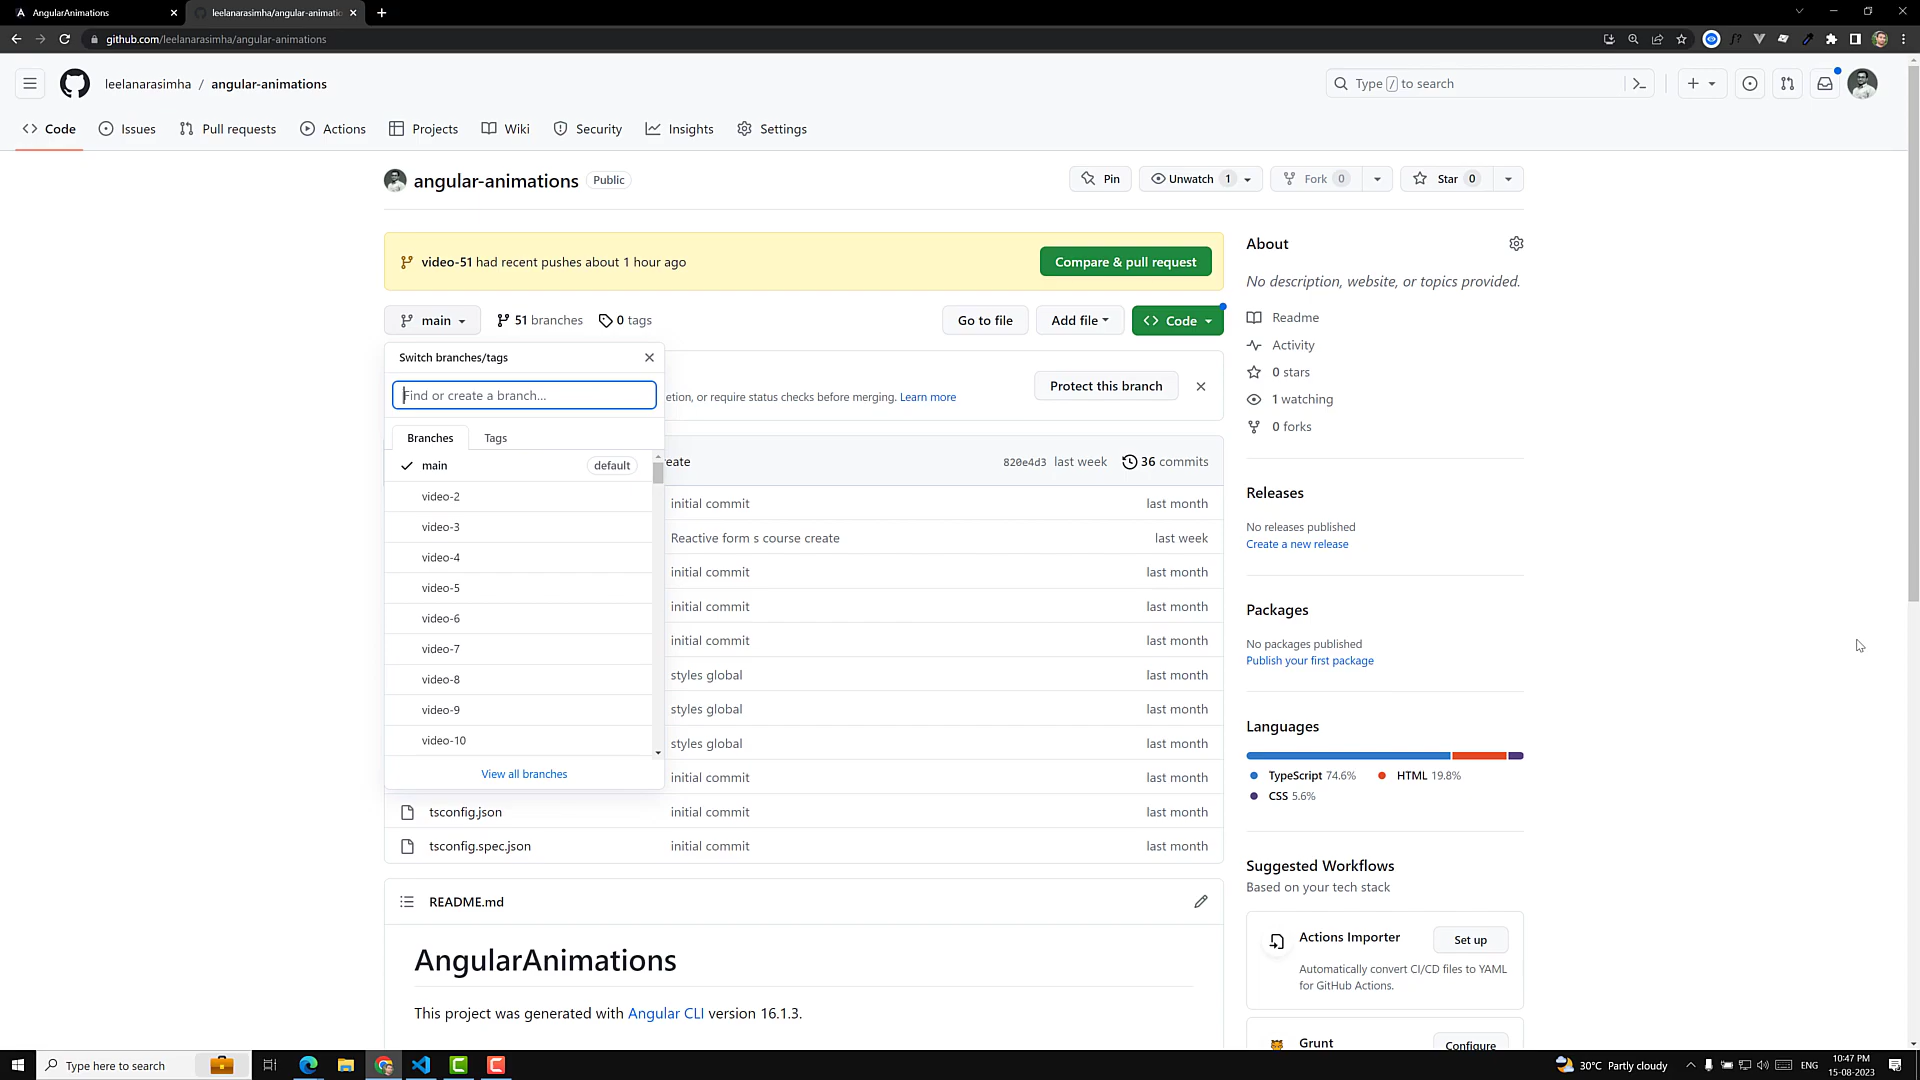 AngularAnimations
leelanarasimha/angular-animatio
github.com/leelanarasimha/angular-animations
leelanarasimha / angular-animations
Type / to search
Code
Issues
Pull requests
Actions
Projects
Wiki
Security
Insights
Settings
angular-animations Public
Pin
Unwatch 1
Fork 0
Star 0
video-51 had recent pushes about 1 hour ago
Compare & pull request
main
51 branches
0 tags
Go to file
Add file
Code
Switch branches/tags
Find or create a branch...
Branches
Tags
main default
video-2
video-3
video-4
video-5
video-6
video-7
video-8
video-9
video-10
View all branches
etion, or require status checks before merging. Learn more
Protect this branch
eate 820e4d3 last week 36 commits
initial commit last month
Reactive form s course create last week
initial commit last month
initial commit last month
initial commit last month
styles global last month
styles global last month
styles global last month
initial commit last month
tsconfig.json initial commit last month
tsconfig.spec.json initial commit last month
README.md
AngularAnimations
This project was generated with Angular CLI version 16.1.3.
About
No description, website, or topics provided.
Readme
Activity
0 stars
1 watching
0 forks
Releases
No releases published
Create a new release
Packages
No packages published
Publish your first package
Languages
TypeScript 74.6% HTML 19.8%
CSS 5.6%
Suggested Workflows
Based on your tech stack
Actions Importer
Set up
Automatically convert CI/CD files to YAML
for GitHub Actions.
Grunt
Configure
Type here to search
30°C Partly cloudy
ENG
10:47 PM
15-08-2023